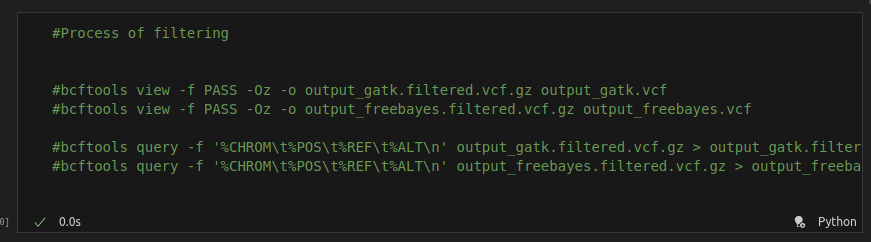 #Process of filtering
#bcftools view -f PASS -Oz -o output_gatk.filtered.vcf.gz output_gatk.vcf
#bcftools view -f PASS -Oz -o output_freebayes.filtered.vcf.gz output_freebayes.vcf
#bcftools query -f '%CHROM\t%POS\t%REF\t%ALT\n' output_gatk.filtered.vcf.gz > output_gatk.filter
#bcftools query -f '%CHROM\t%POS\t%REF\t%ALT\n' output_freebayes.filtered.vcf.gz > output_freeba
0] ✓ 0.0s Python